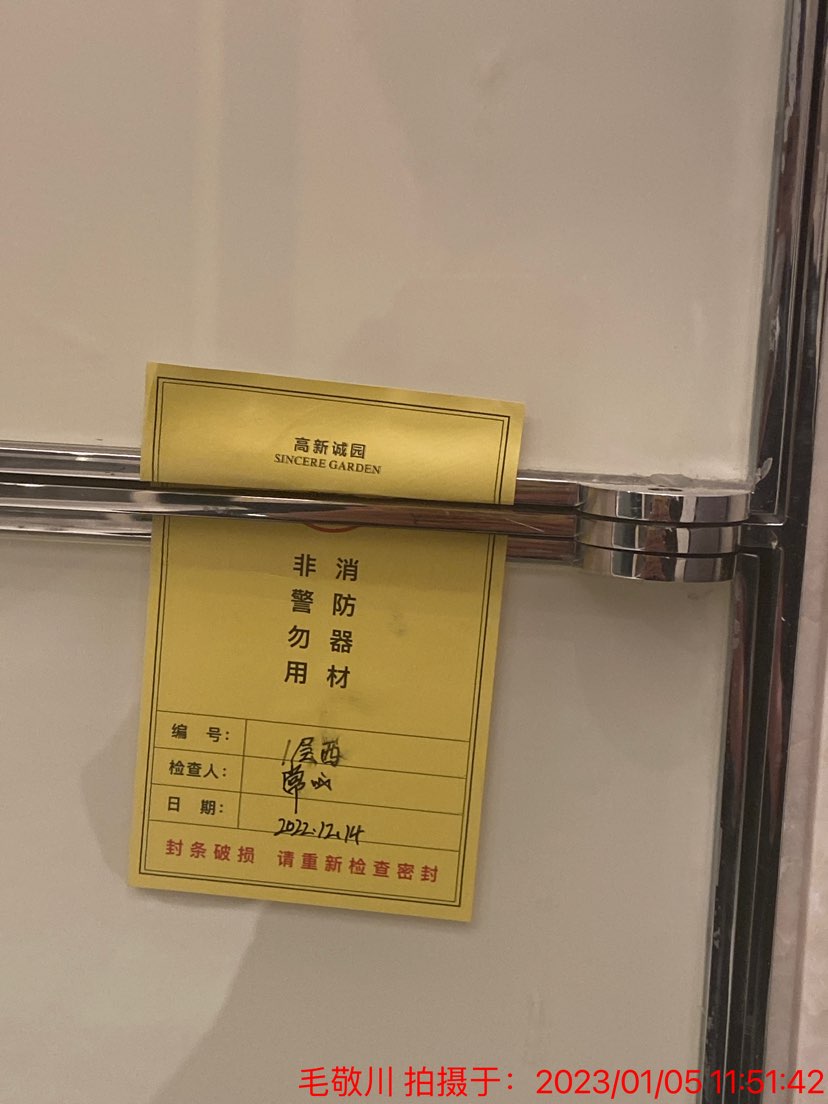 高新诚园
SINCERE GARDEN
消防器材
非警勿用
编 号: 1层西
检查人: 常
日 期: 2022.12.14
封条破损 请重新检查密封
毛敬川 拍摄于: 2023/01/05 11:51:42